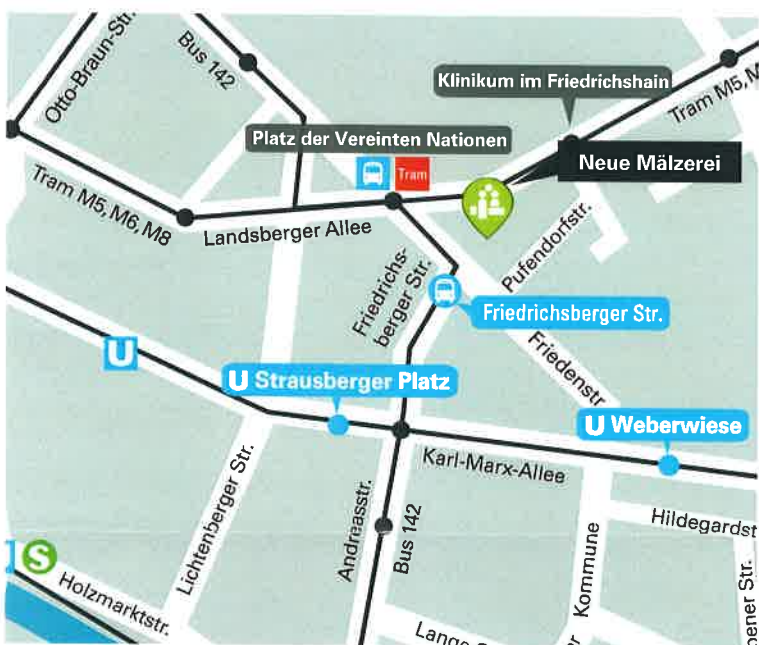 Otto-Braun-Str.
Bus 142
Klinikum im Friedrichshain
Tram M5, M
Platz der Vereinten Nationen
Tram
Neue Mälzerei
Tram M5, M6, M8
Landsberger Allee
Pufendorfstr.
Friedrichs-
berger Str.
Friedrichsberger Str.
U
Friedenstr
U Strausberger Platz
U Weberwiese
Karl-Marx-Allee
Lichtenberger Str.
Andreasstr.
Bus 142
Kommune
Hildegardst
S
Holzmarktstr.
Lange
bener Str.